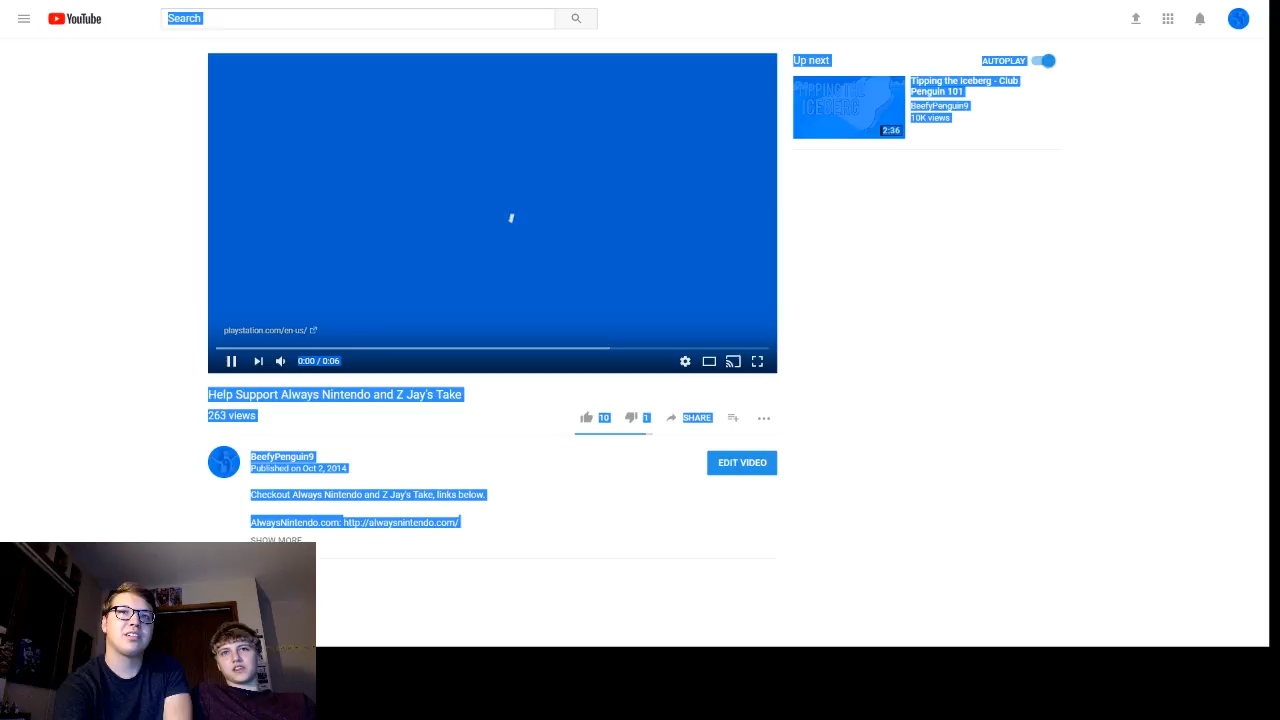 YouTube
Search
Up next
AUTOPLAY
TIPPING THE
ICEBERG
2:36
Tipping the Iceberg - Club
Penguin 101
BeefyPenguin9
10K views
playstation.com/en-us/
0:00 / 0:06
Help Support Always Nintendo and Z Jay's Take
263 views
10
1
SHARE
BeefyPenguin9
Published on Oct 2, 2014
EDIT VIDEO
Checkout Always Nintendo and Z Jay's Take, links below.
AlwaysNintendo.com: http://alwaysnintendo.com/
SHOW MORE